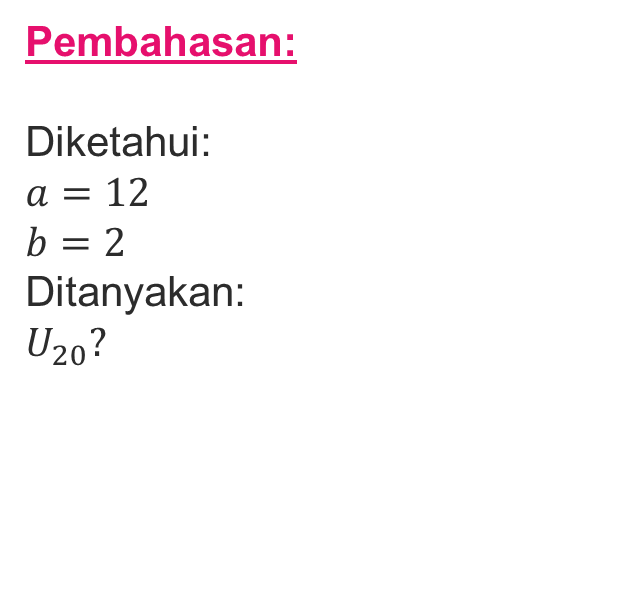 Pembahasan:
Diketahui:
a = 12
b = 2
Ditanyakan:
U₂₀?